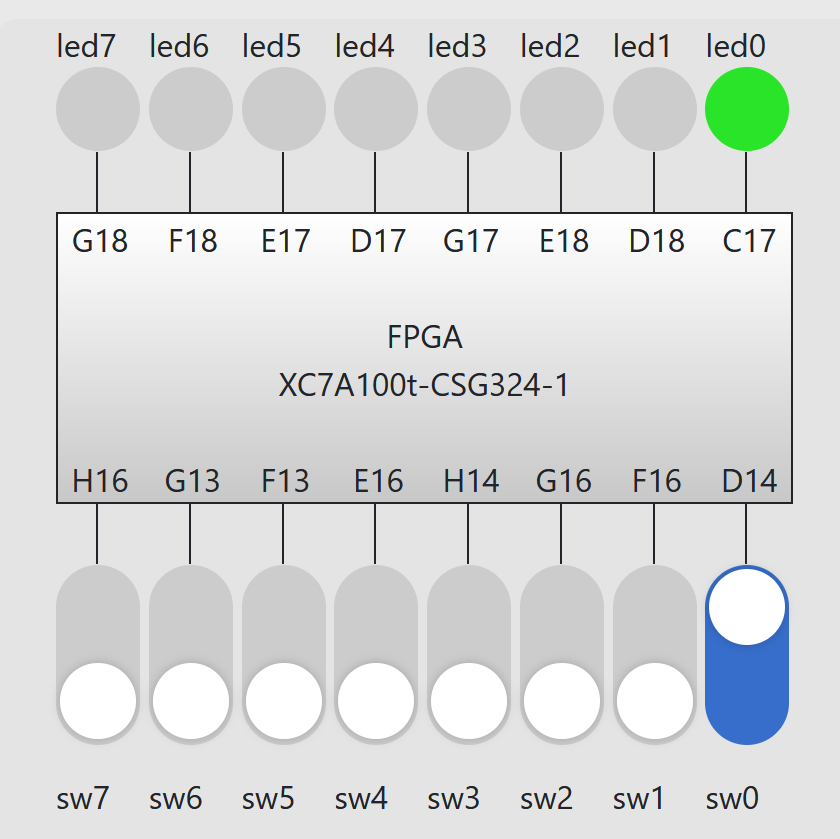 led7 led6 led5 led4 led3 led2 led1 led0
G18 F18 E17 D17 G17 E18 D18 C17
FPGA
XC7A100t-CSG324-1
H16 G13 F13 E16 H14 G16 F16 D14
sw7 sw6 sw5 sw4 sw3 sw2 sw1 sw0